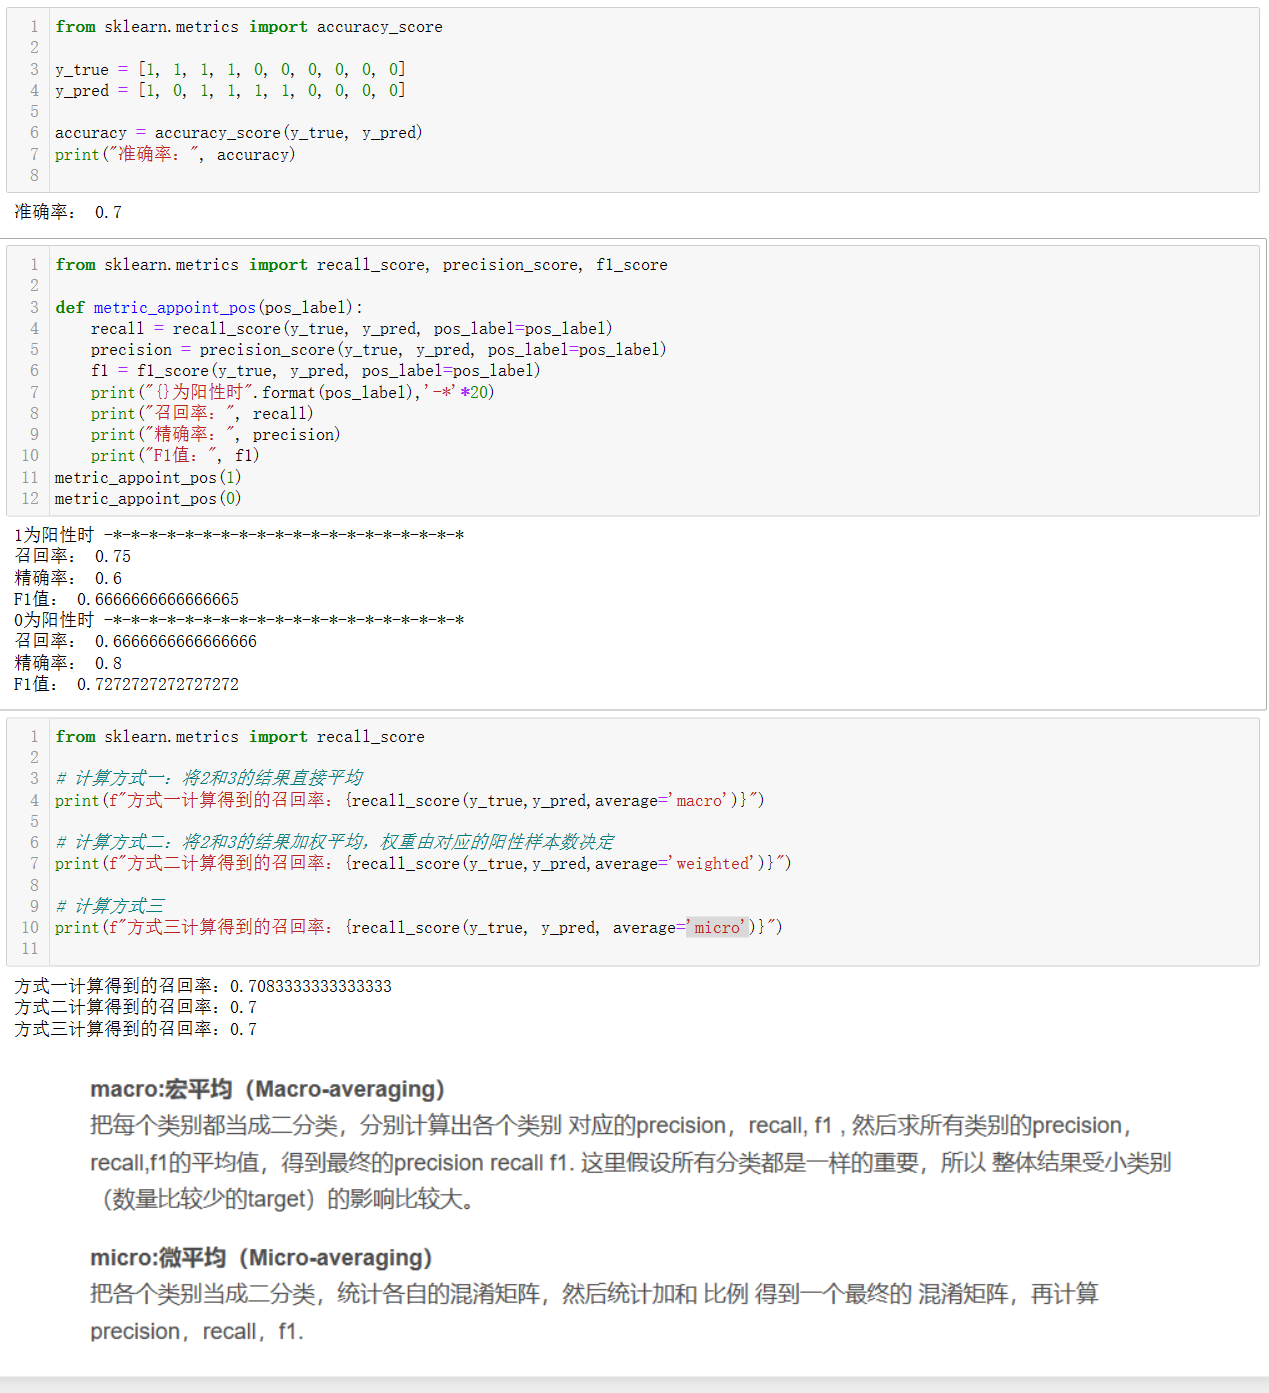 1 from sklearn.metrics import accuracy_score
2
3 y_true = [1, 1, 1, 1, 0, 0, 0, 0, 0, 0]
4 y_pred = [1, 0, 1, 1, 1, 1, 0, 0, 0, 0]
5
6 accuracy = accuracy_score(y_true, y_pred)
7 print("准确率：", accuracy)
8
准确率： 0.7
1 from sklearn.metrics import recall_score, precision_score, f1_score
2
3 def metric_appoint_pos(pos_label):
4     recall = recall_score(y_true, y_pred, pos_label=pos_label)
5     precision = precision_score(y_true, y_pred, pos_label=pos_label)
6     f1 = f1_score(y_true, y_pred, pos_label=pos_label)
7     print("{}为阳性时".format(pos_label),'-*'*20)
8     print("召回率：", recall)
9     print("精确率：", precision)
10     print("F1值：", f1)
11 metric_appoint_pos(1)
12 metric_appoint_pos(0)
1为阳性时 -*-*-*-*-*-*-*-*-*-*-*-*-*-*-*-*-*-*-*-*
召回率： 0.75
精确率： 0.6
F1值： 0.6666666666666665
0为阳性时 -*-*-*-*-*-*-*-*-*-*-*-*-*-*-*-*-*-*-*-*
召回率： 0.6666666666666666
精确率： 0.8
F1值： 0.7272727272727272
1 from sklearn.metrics import recall_score
2
3 # 计算方式一：将2和3的结果直接平均
4 print(f"方式一计算得到的召回率：{recall_score(y_true,y_pred,average='macro')}")
5
6 # 计算方式二：将2和3的结果加权平均，权重由对应的阳性样本数决定
7 print(f"方式二计算得到的召回率：{recall_score(y_true,y_pred,average='weighted')}")
8
9 # 计算方式三
10 print(f"方式三计算得到的召回率：{recall_score(y_true, y_pred, average='micro')}")
11
方式一计算得到的召回率：0.7083333333333333
方式二计算得到的召回率：0.7
方式三计算得到的召回率：0.7
macro:宏平均（Macro-averaging）
把每个类别都当成二分类，分别计算出各个类别 对应的precision，recall, f1 , 然后求所有类别的precision，
recall,f1的平均值，得到最终的precision recall f1. 这里假设所有分类都是一样的重要，所以 整体结果受小类别
（数量比较少的target）的影响比较大。
micro:微平均（Micro-averaging）
把各个类别当成二分类，统计各自的混淆矩阵，然后统计加和 比例 得到一个最终的 混淆矩阵，再计算
precision，recall，f1.